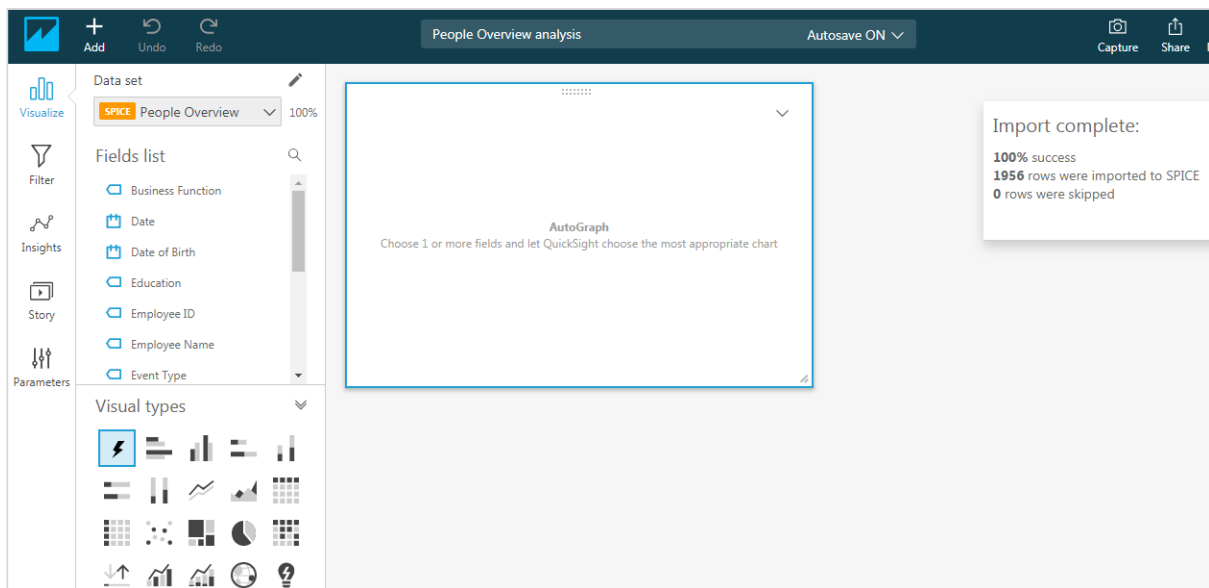 Add
Undo
Redo
People Overview analysis
Autosave ON
Capture
Share
Visualize
Filter
Insights
Story
Parameters
Data set
SPICE People Overview
100%
Fields list
Business Function
Date
Date of Birth
Education
Employee ID
Employee Name
Event Type
Visual types
AutoGraph
Choose 1 or more fields and let QuickSight choose the most appropriate chart
Import complete:
100% success
1956 rows were imported to SPICE
0 rows were skipped